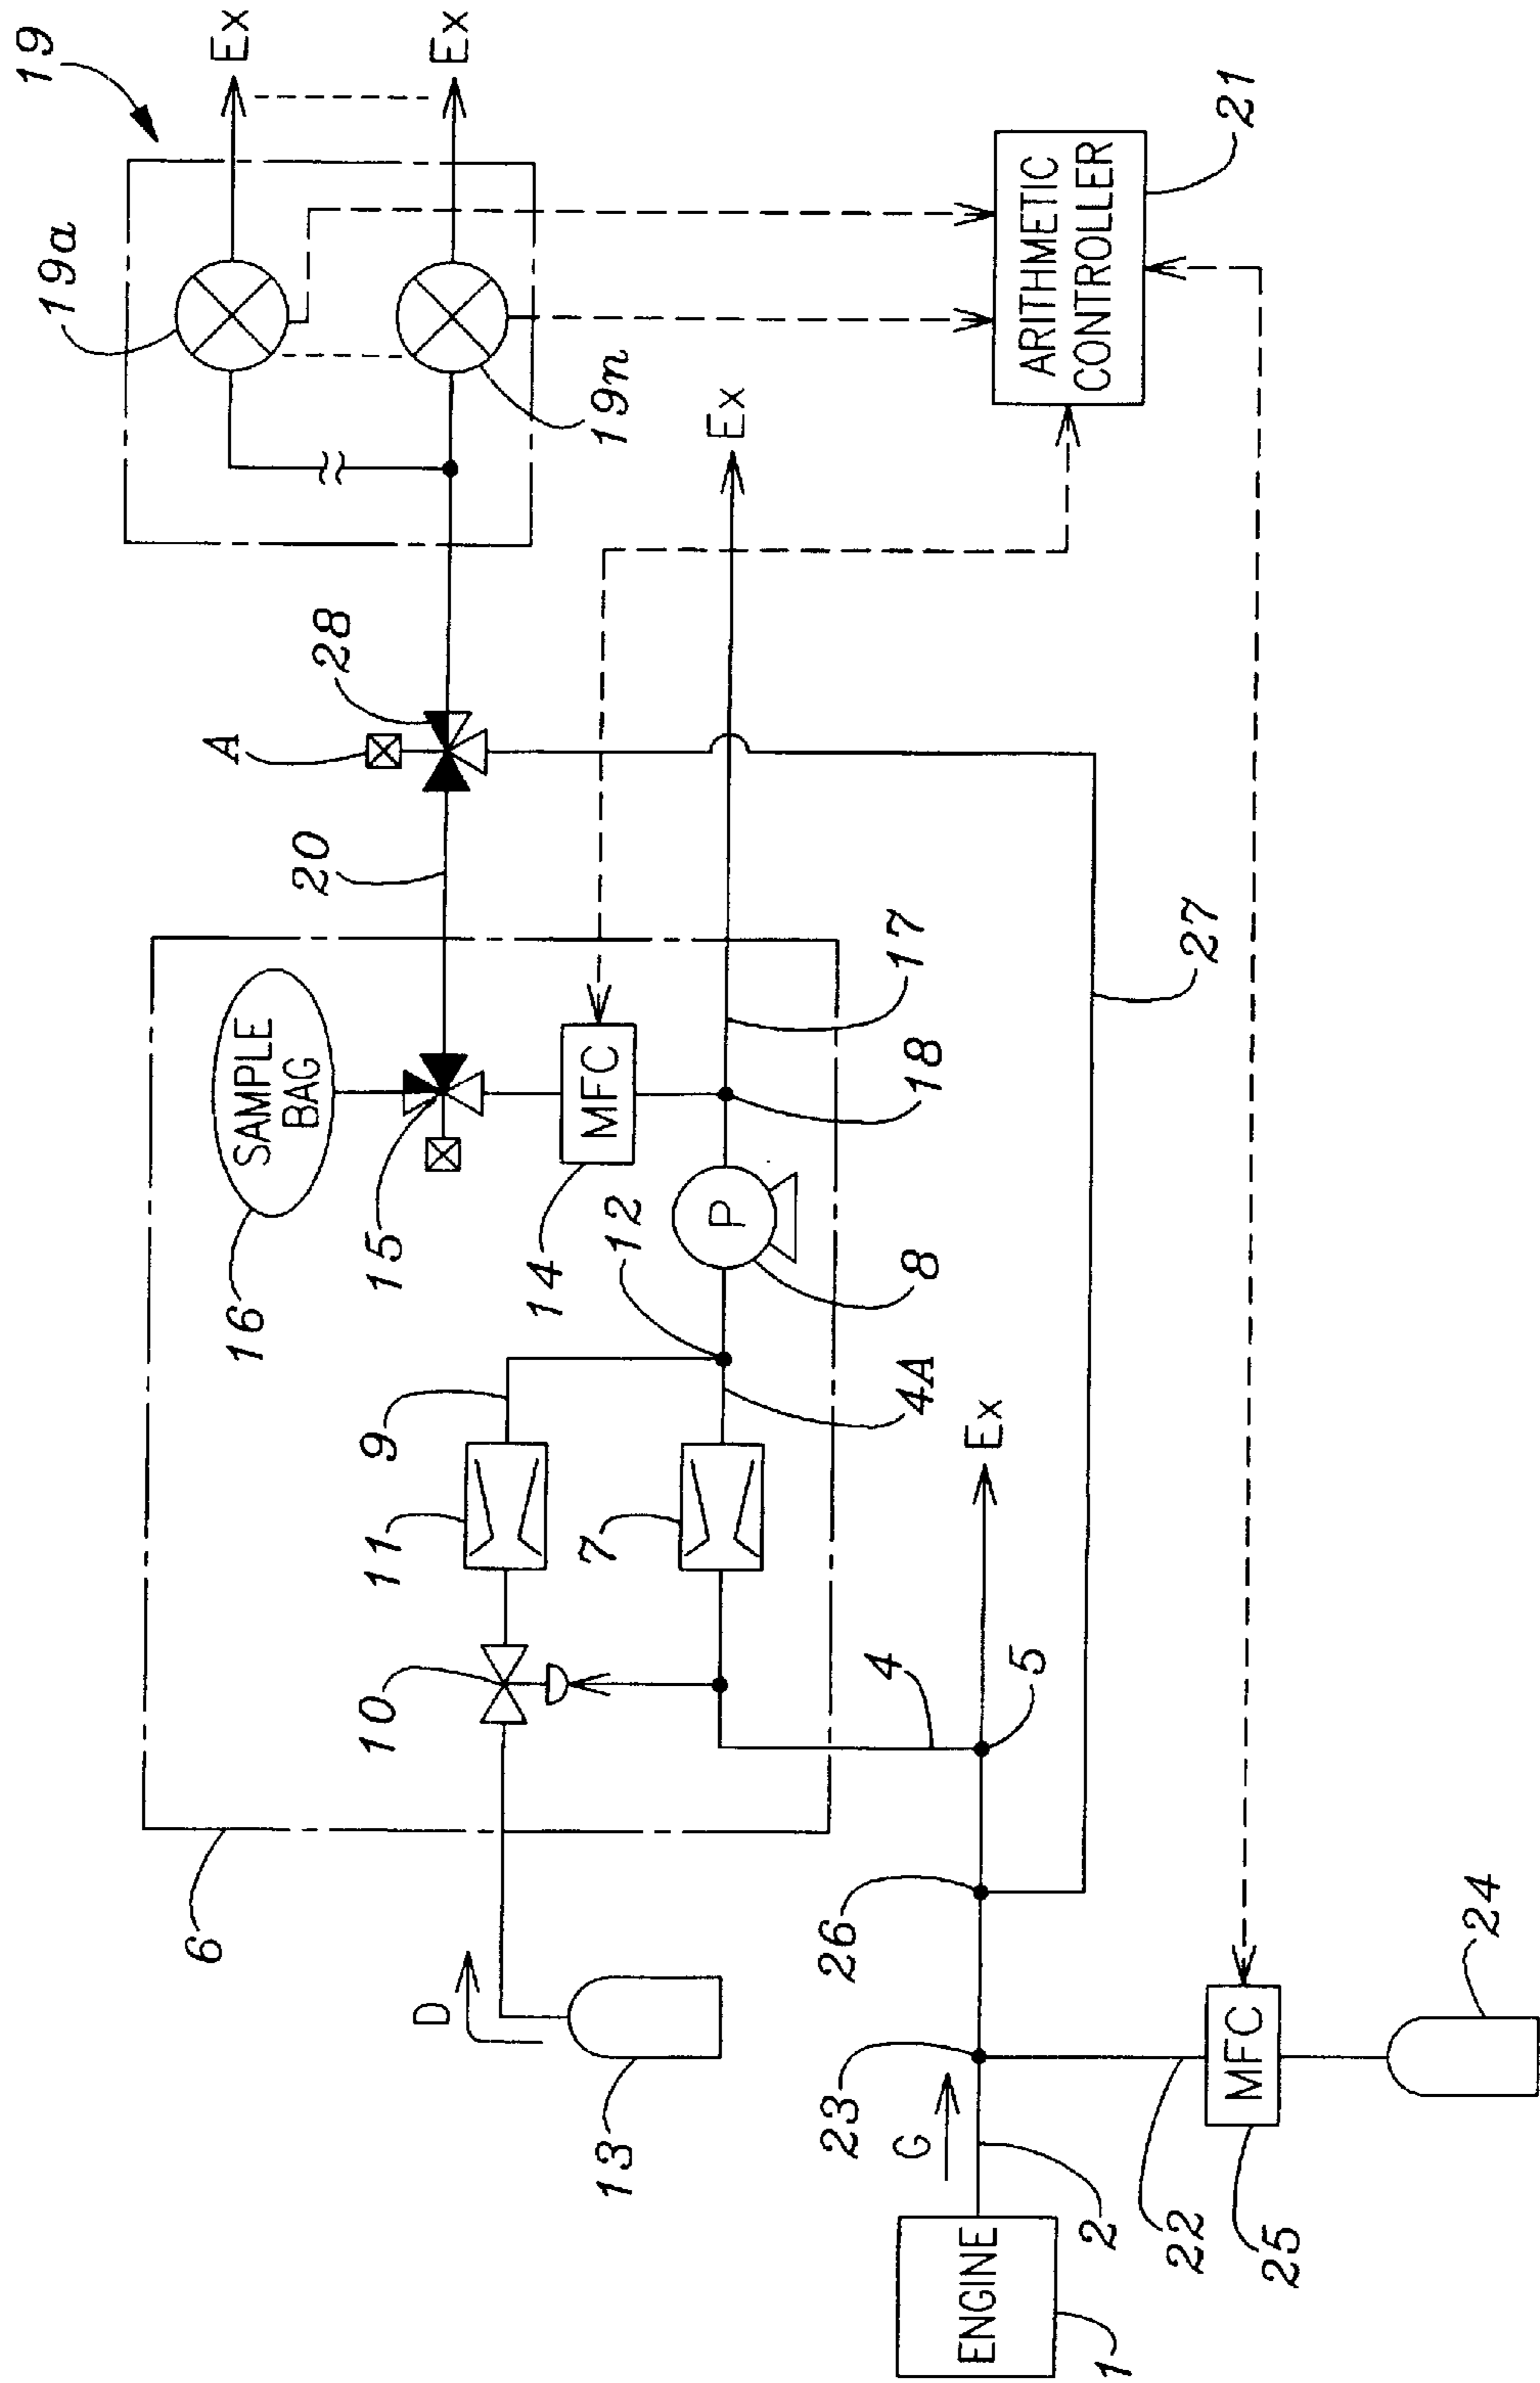 19
Ex
Ex
19a
19n
ARITHMETIC
CONTROLLER
21
Ex
A
28
20
SAMPLE
BAG
16
15
MFC
14
12
P
8
18
17
27
9
11
7
4A
10
4
5
Ex
6
D
13
26
23
G
2
ENGINE
1
22
MFC
25
24